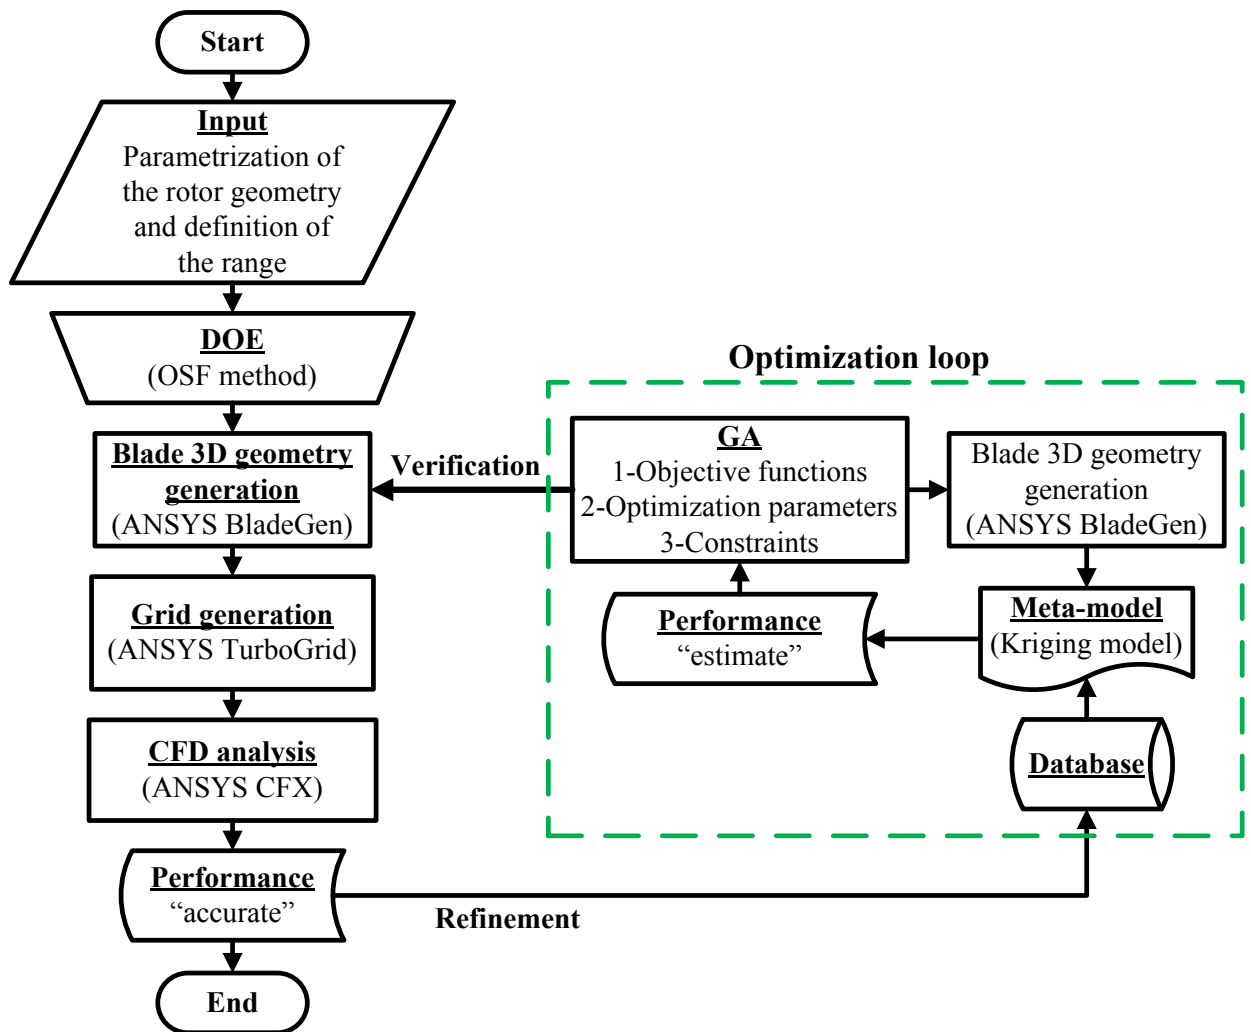 Start
Input
Parametrization of
the rotor geometry
and definition of
the range
DOE
(OSF method)
Blade 3D geometry
generation
(ANSYS BladeGen)
Grid generation
(ANSYS TurboGrid)
CFD analysis
(ANSYS CFX)
Performance
“accurate”
End
Verification
Refinement
Optimization loop
GA
1-Objective functions
2-Optimization parameters
3-Constraints
Blade 3D geometry
generation
(ANSYS BladeGen)
Meta-model
(Kriging model)
Performance
“estimate”
Database